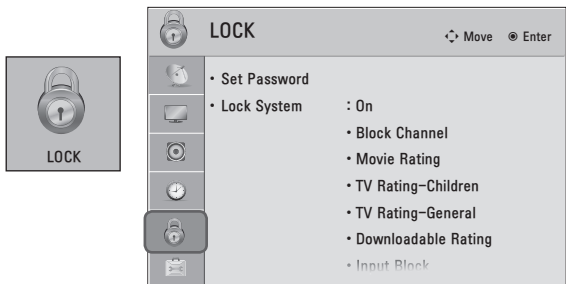 LOCK
LOCK
Move
Enter
• Set Password
• Lock System : On
• Block Channel
• Movie Rating
• TV Rating-Children
• TV Rating-General
• Downloadable Rating
• Input Block